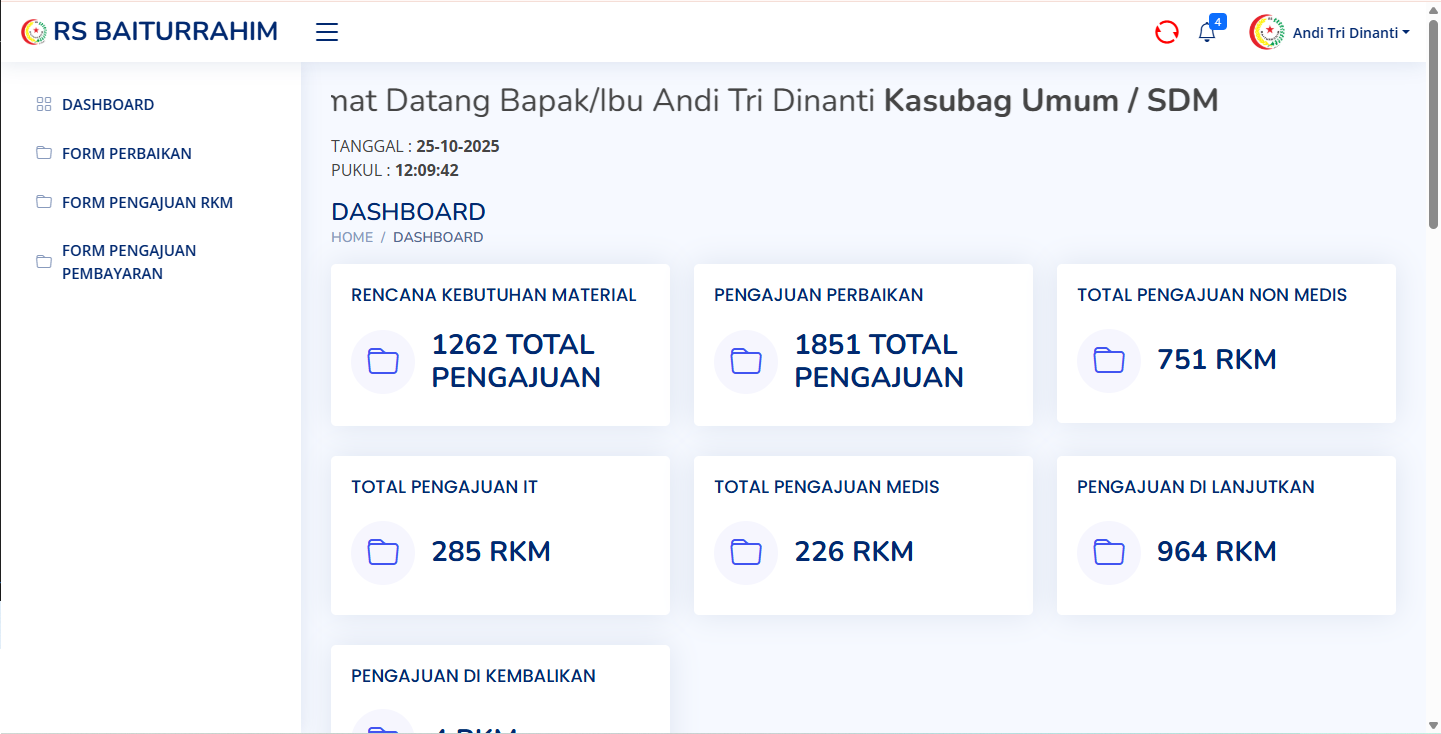 RS BAITURRAHIM
4
Andi Tri Dinanti
DASHBOARD
FORM PERBAIKAN
FORM PENGAJUAN RKM
FORM PENGAJUAN
PEMBAYARAN
mat Datang Bapak/Ibu Andi Tri Dinanti Kasubag Umum / SDM
TANGGAL : 25-10-2025
PUKUL : 12:09:42
DASHBOARD
HOME / DASHBOARD
RENCANA KEBUTUHAN MATERIAL
1262 TOTAL
PENGAJUAN
PENGAJUAN PERBAIKAN
1851 TOTAL
PENGAJUAN
TOTAL PENGAJUAN NON MEDIS
751 RKM
TOTAL PENGAJUAN IT
285 RKM
TOTAL PENGAJUAN MEDIS
226 RKM
PENGAJUAN DI LANJUTKAN
964 RKM
PENGAJUAN DI KEMBALIKAN
4 RKM